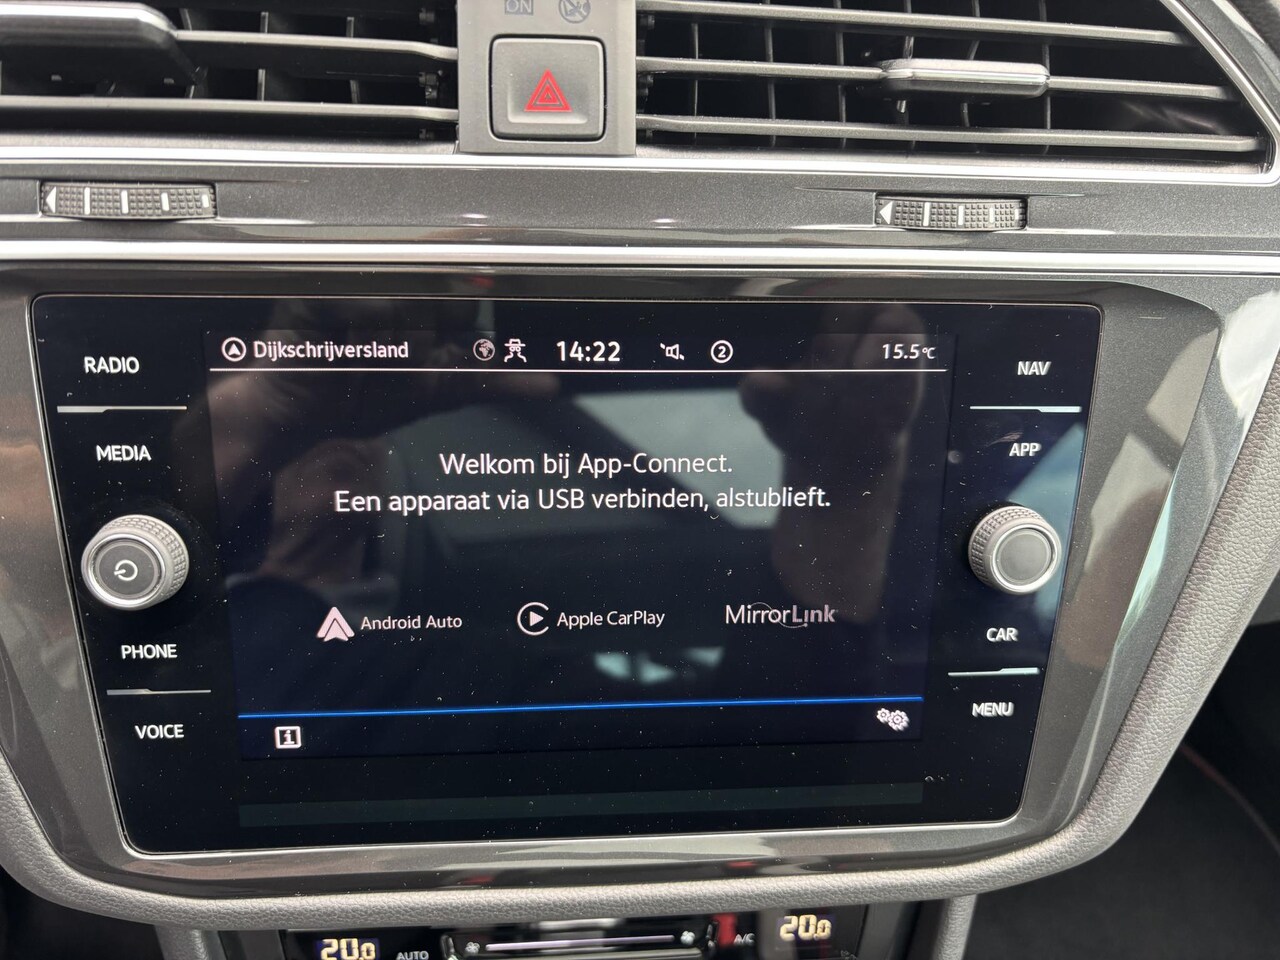 ON
RADIO
MEDIA
PHONE
VOICE
Dijkschrijversland
14:22
2
15.5°C
Welkom bij App-Connect.
Een apparaat via USB verbinden, alstublieft.
Android Auto
Apple CarPlay
MirrorLink
i
NAV
APP
CAR
MENU
20.0
AUTO
A/C
20.0